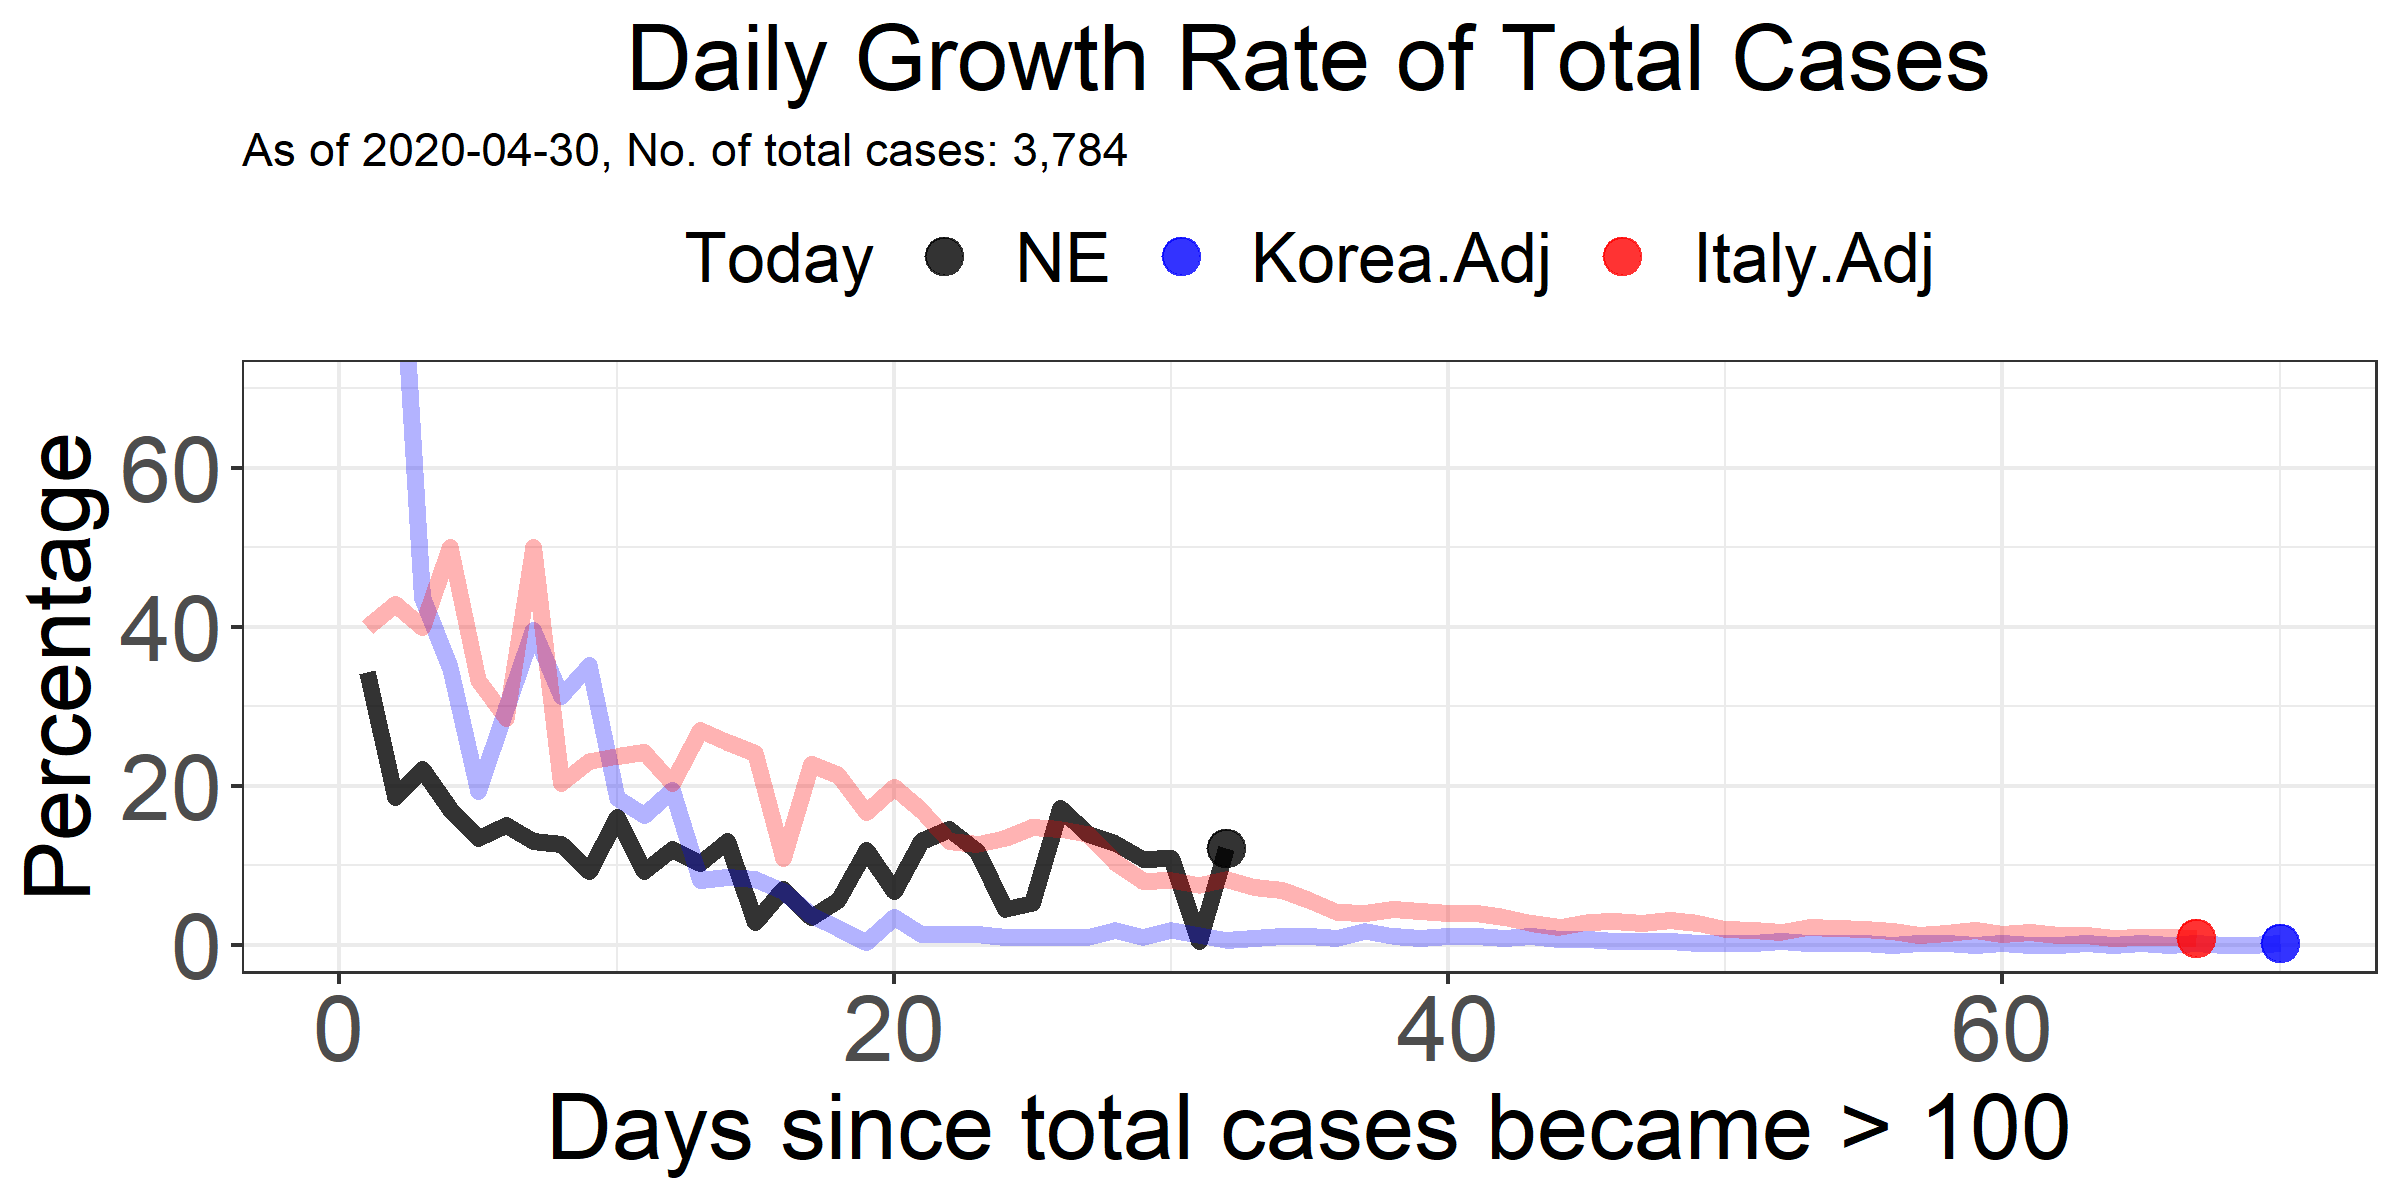 Daily Growth Rate of Total Cases
As of 2020-04-30, No. of total cases: 3,784
Today NE Korea.Adj Italy.Adj
Percentage
60
40
20
0
0 20 40 60
Days since total cases became > 100